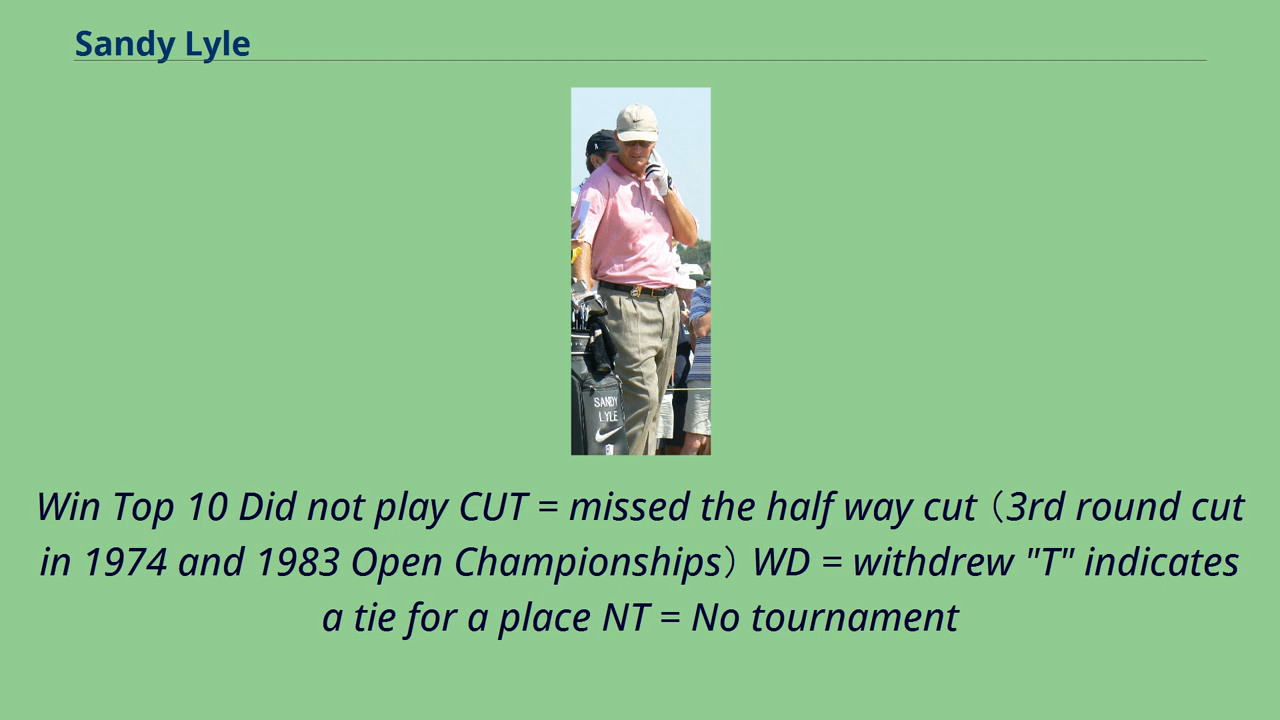 Sandy Lyle
SANDY
LYLE
Win Top 10 Did not play CUT = missed the half way cut（3rd round cut
in 1974 and 1983 Open Championships）WD = withdrew "T" indicates
a tie for a place NT = No tournament